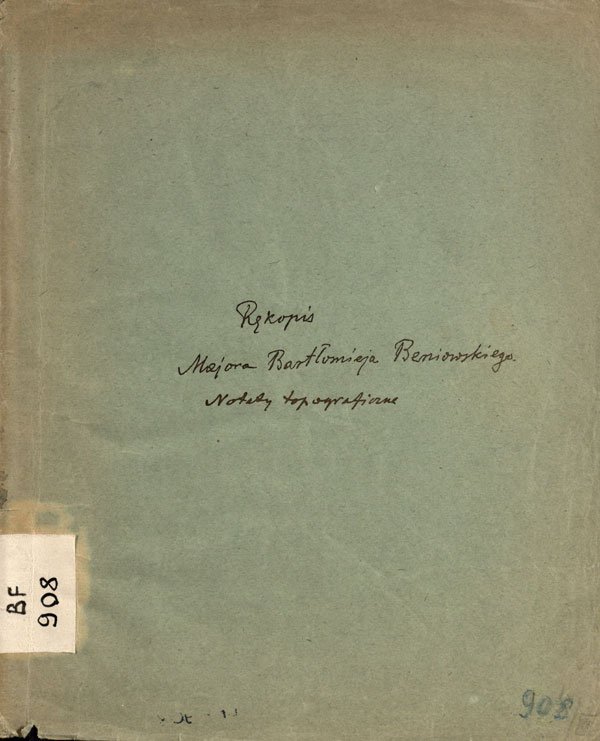 Rękopis
Majora Bartłomieja Beniowskiego.
Notaty topograficzne
BF
908
908